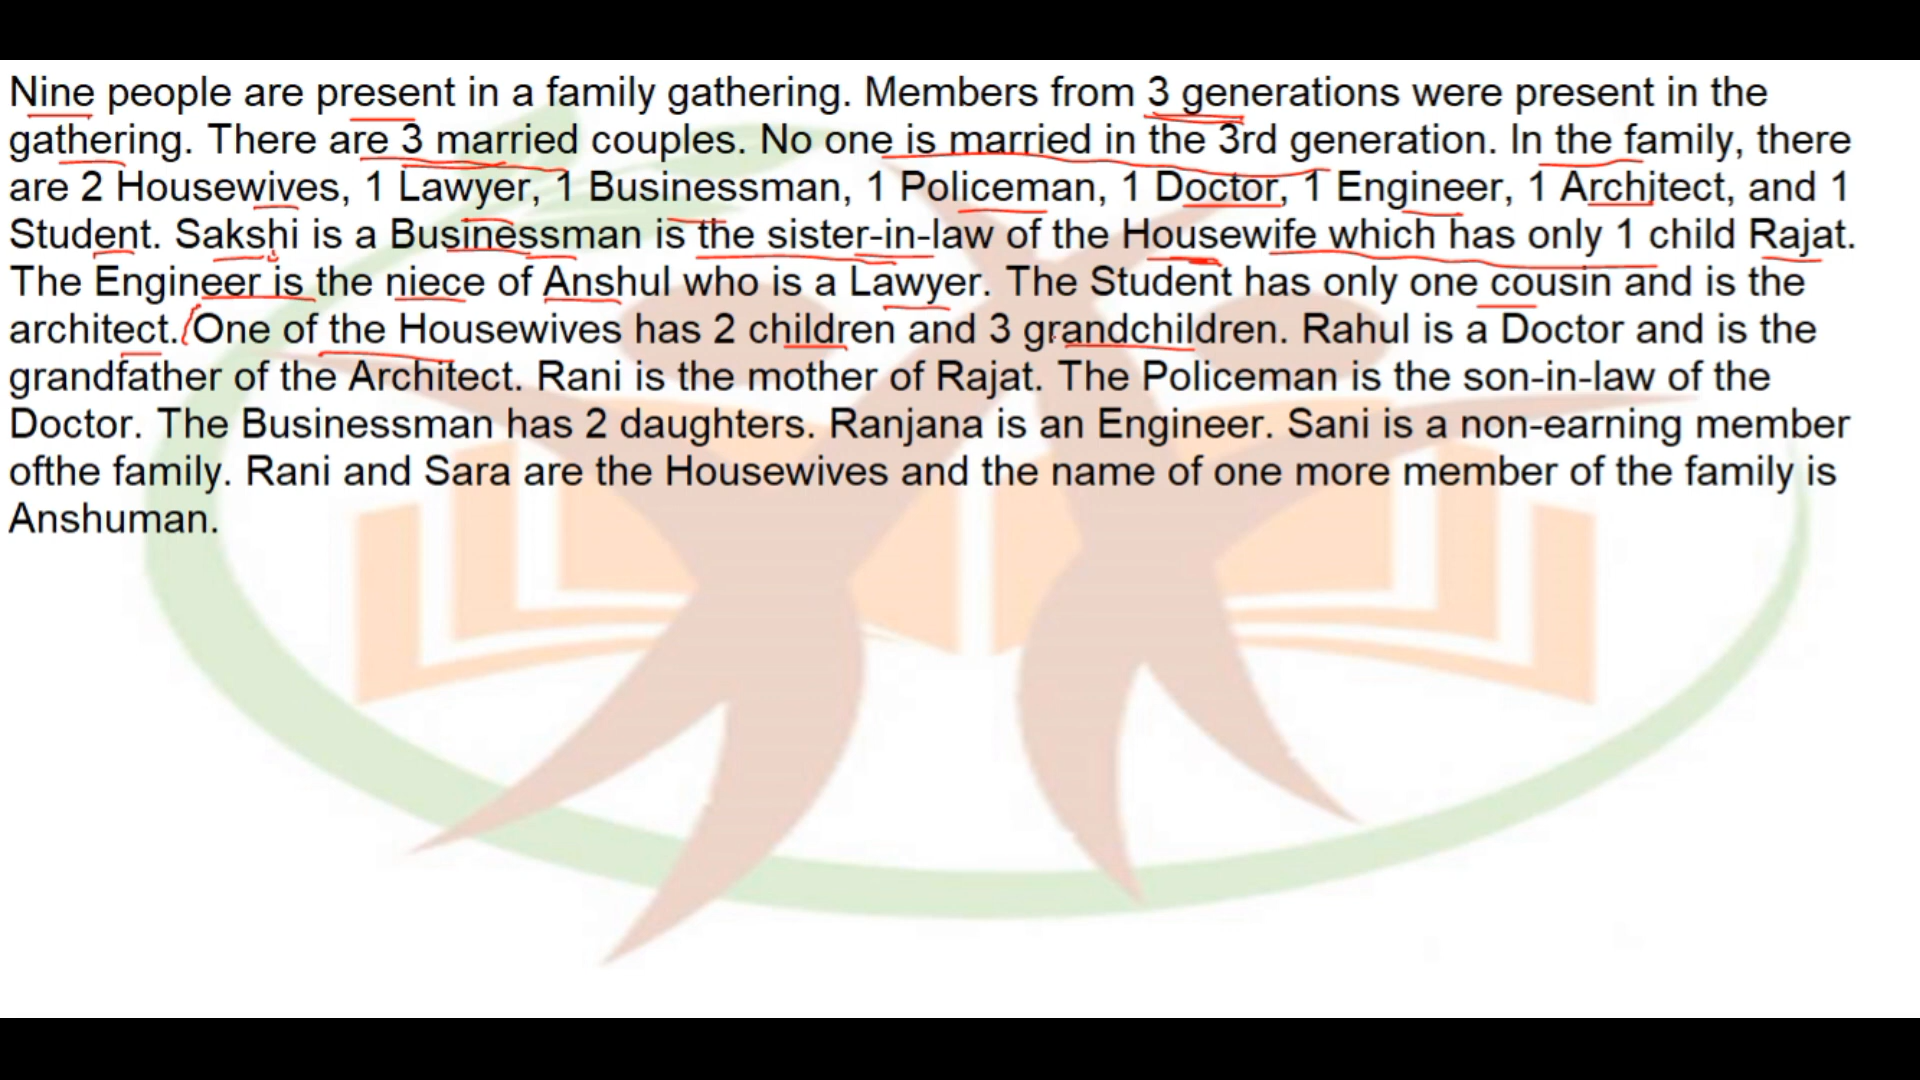 Nine people are present in a family gathering. Members from 3 generations were present in the
gathering. There are 3 married couples. No one is married in the 3rd generation. In the family, there
are 2 Housewives, 1 Lawyer, 1 Businessman, 1 Policeman, 1 Doctor, 1 Engineer, 1 Architect, and 1
Student. Sakshi is a Businessman is the sister-in-law of the Housewife which has only 1 child Rajat.
The Engineer is the niece of Anshul who is a Lawyer. The Student has only one cousin and is the
architect. One of the Housewives has 2 children and 3 grandchildren. Rahul is a Doctor and is the
grandfather of the Architect. Rani is the mother of Rajat. The Policeman is the son-in-law of the
Doctor. The Businessman has 2 daughters. Ranjana is an Engineer. Sani is a non-earning member
ofthe family. Rani and Sara are the Housewives and the name of one more member of the family is
Anshuman.